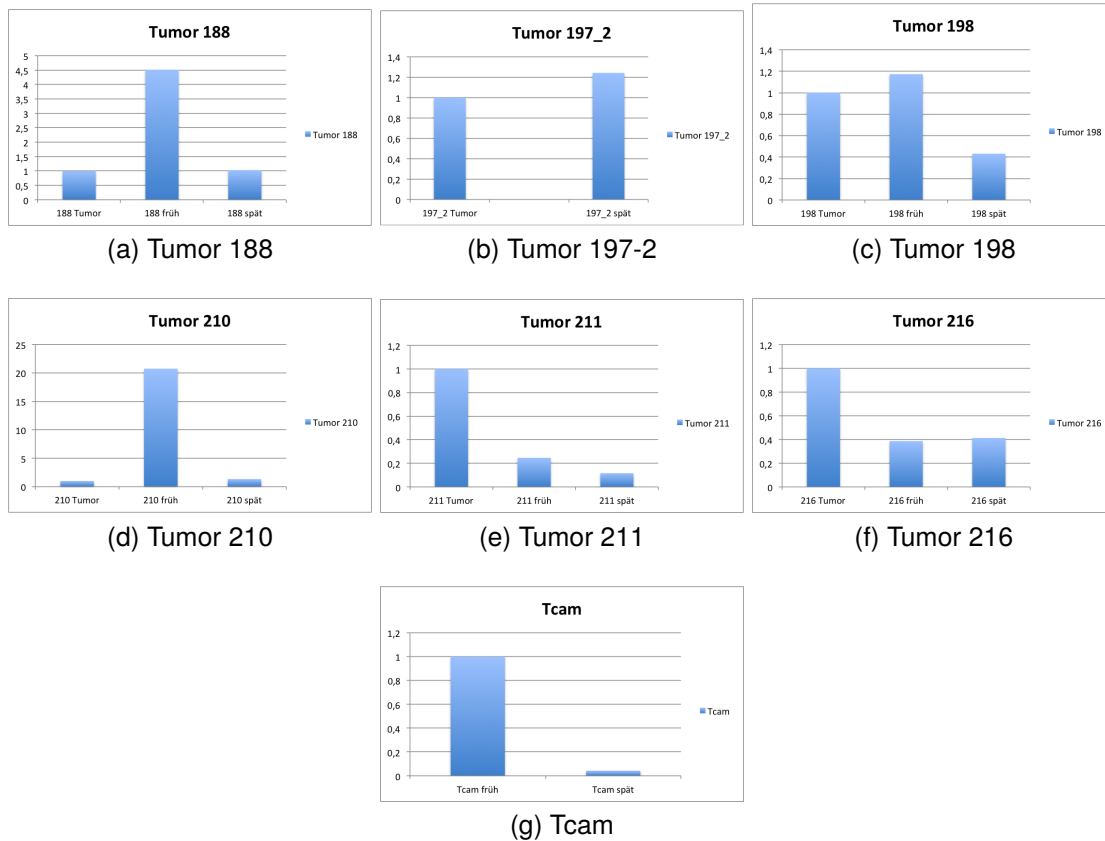 Tumor 188
5
4,5
4
3,5
3
2,5
2
1,5
1
0,5
0
188 Tumor 188 früh 188 spät
Tumor 188
(a) Tumor 188
Tumor 197_2
1,4
1,2
1
0,8
0,6
0,4
0,2
0
197_2 Tumor 197_2 spät
Tumor 197_2
(b) Tumor 197-2
Tumor 198
1,4
1,2
1
0,8
0,6
0,4
0,2
0
198 Tumor 198 früh 198 spät
Tumor 198
(c) Tumor 198
Tumor 210
25
20
15
10
5
0
210 Tumor 210 früh 210 spät
Tumor 210
(d) Tumor 210
Tumor 211
1,2
1
0,8
0,6
0,4
0,2
0
211 Tumor 211 früh 211 spät
Tumor 211
(e) Tumor 211
Tumor 216
1,2
1
0,8
0,6
0,4
0,2
0
216 Tumor 216 früh 216 spät
Tumor 216
(f) Tumor 216
Tcam
1,2
1
0,8
0,6
0,4
0,2
0
Tcam früh Tcam spät
Tcam
(g) Tcam